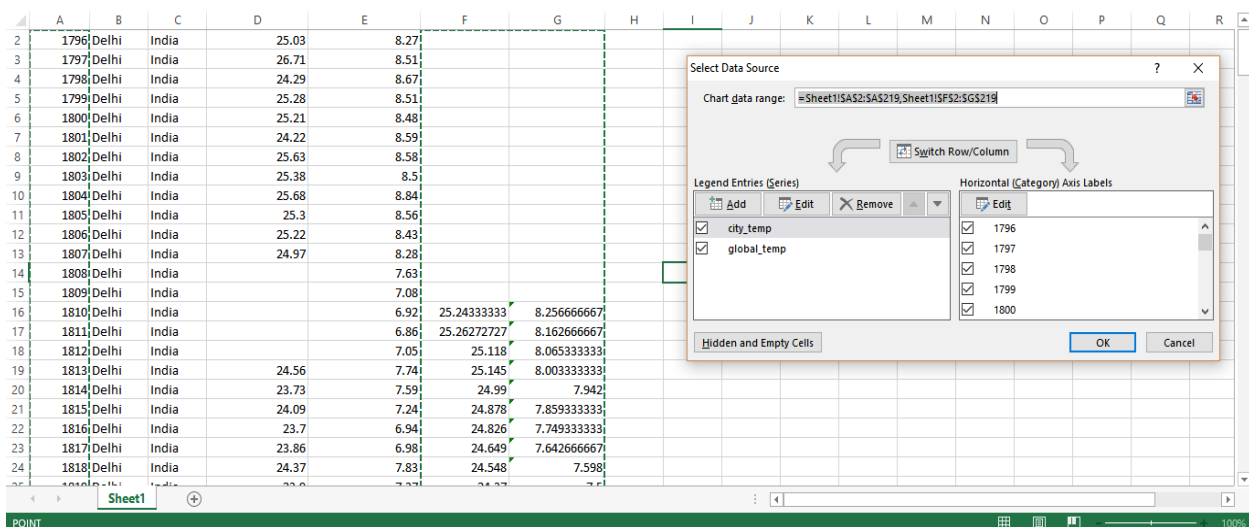 A B C D E F G H I J K L M N O P Q R
2 1796 Delhi India 25.03 8.27
3 1797 Delhi India 26.71 8.51
4 1798 Delhi India 24.29 8.67
5 1799 Delhi India 25.28 8.51
6 1800 Delhi India 25.21 8.48
7 1801 Delhi India 24.22 8.59
8 1802 Delhi India 25.63 8.58
9 1803 Delhi India 25.38 8.5
10 1804 Delhi India 25.68 8.84
11 1805 Delhi India 25.3 8.56
12 1806 Delhi India 25.22 8.43
13 1807 Delhi India 24.97 8.28
14 1808 Delhi India 7.63
15 1809 Delhi India 7.08
16 1810 Delhi India 6.92 25.24333333 8.256666667
17 1811 Delhi India 6.86 25.26272727 8.162666667
18 1812 Delhi India 7.05 25.118 8.065333333
19 1813 Delhi India 24.56 7.74 25.145 8.003333333
20 1814 Delhi India 23.73 7.59 24.99 7.942
21 1815 Delhi India 24.09 7.24 24.878 7.859333333
22 1816 Delhi India 23.7 6.94 24.826 7.749333333
23 1817 Delhi India 23.86 6.98 24.649 7.642666667
24 1818 Delhi India 24.37 7.83 24.548 7.598
Select Data Source ?
Chart data range: =Sheet1!$A$2:$A$219,Sheet1!$F$2:$G$219
Switch Row/Column
Legend Entries (Series)
Add Edit Remove
city_temp
global_temp
Horizontal (Category) Axis Labels
Edit
1796
1797
1798
1799
1800
Hidden and Empty Cells
OK Cancel
Sheet1
POINT 100%